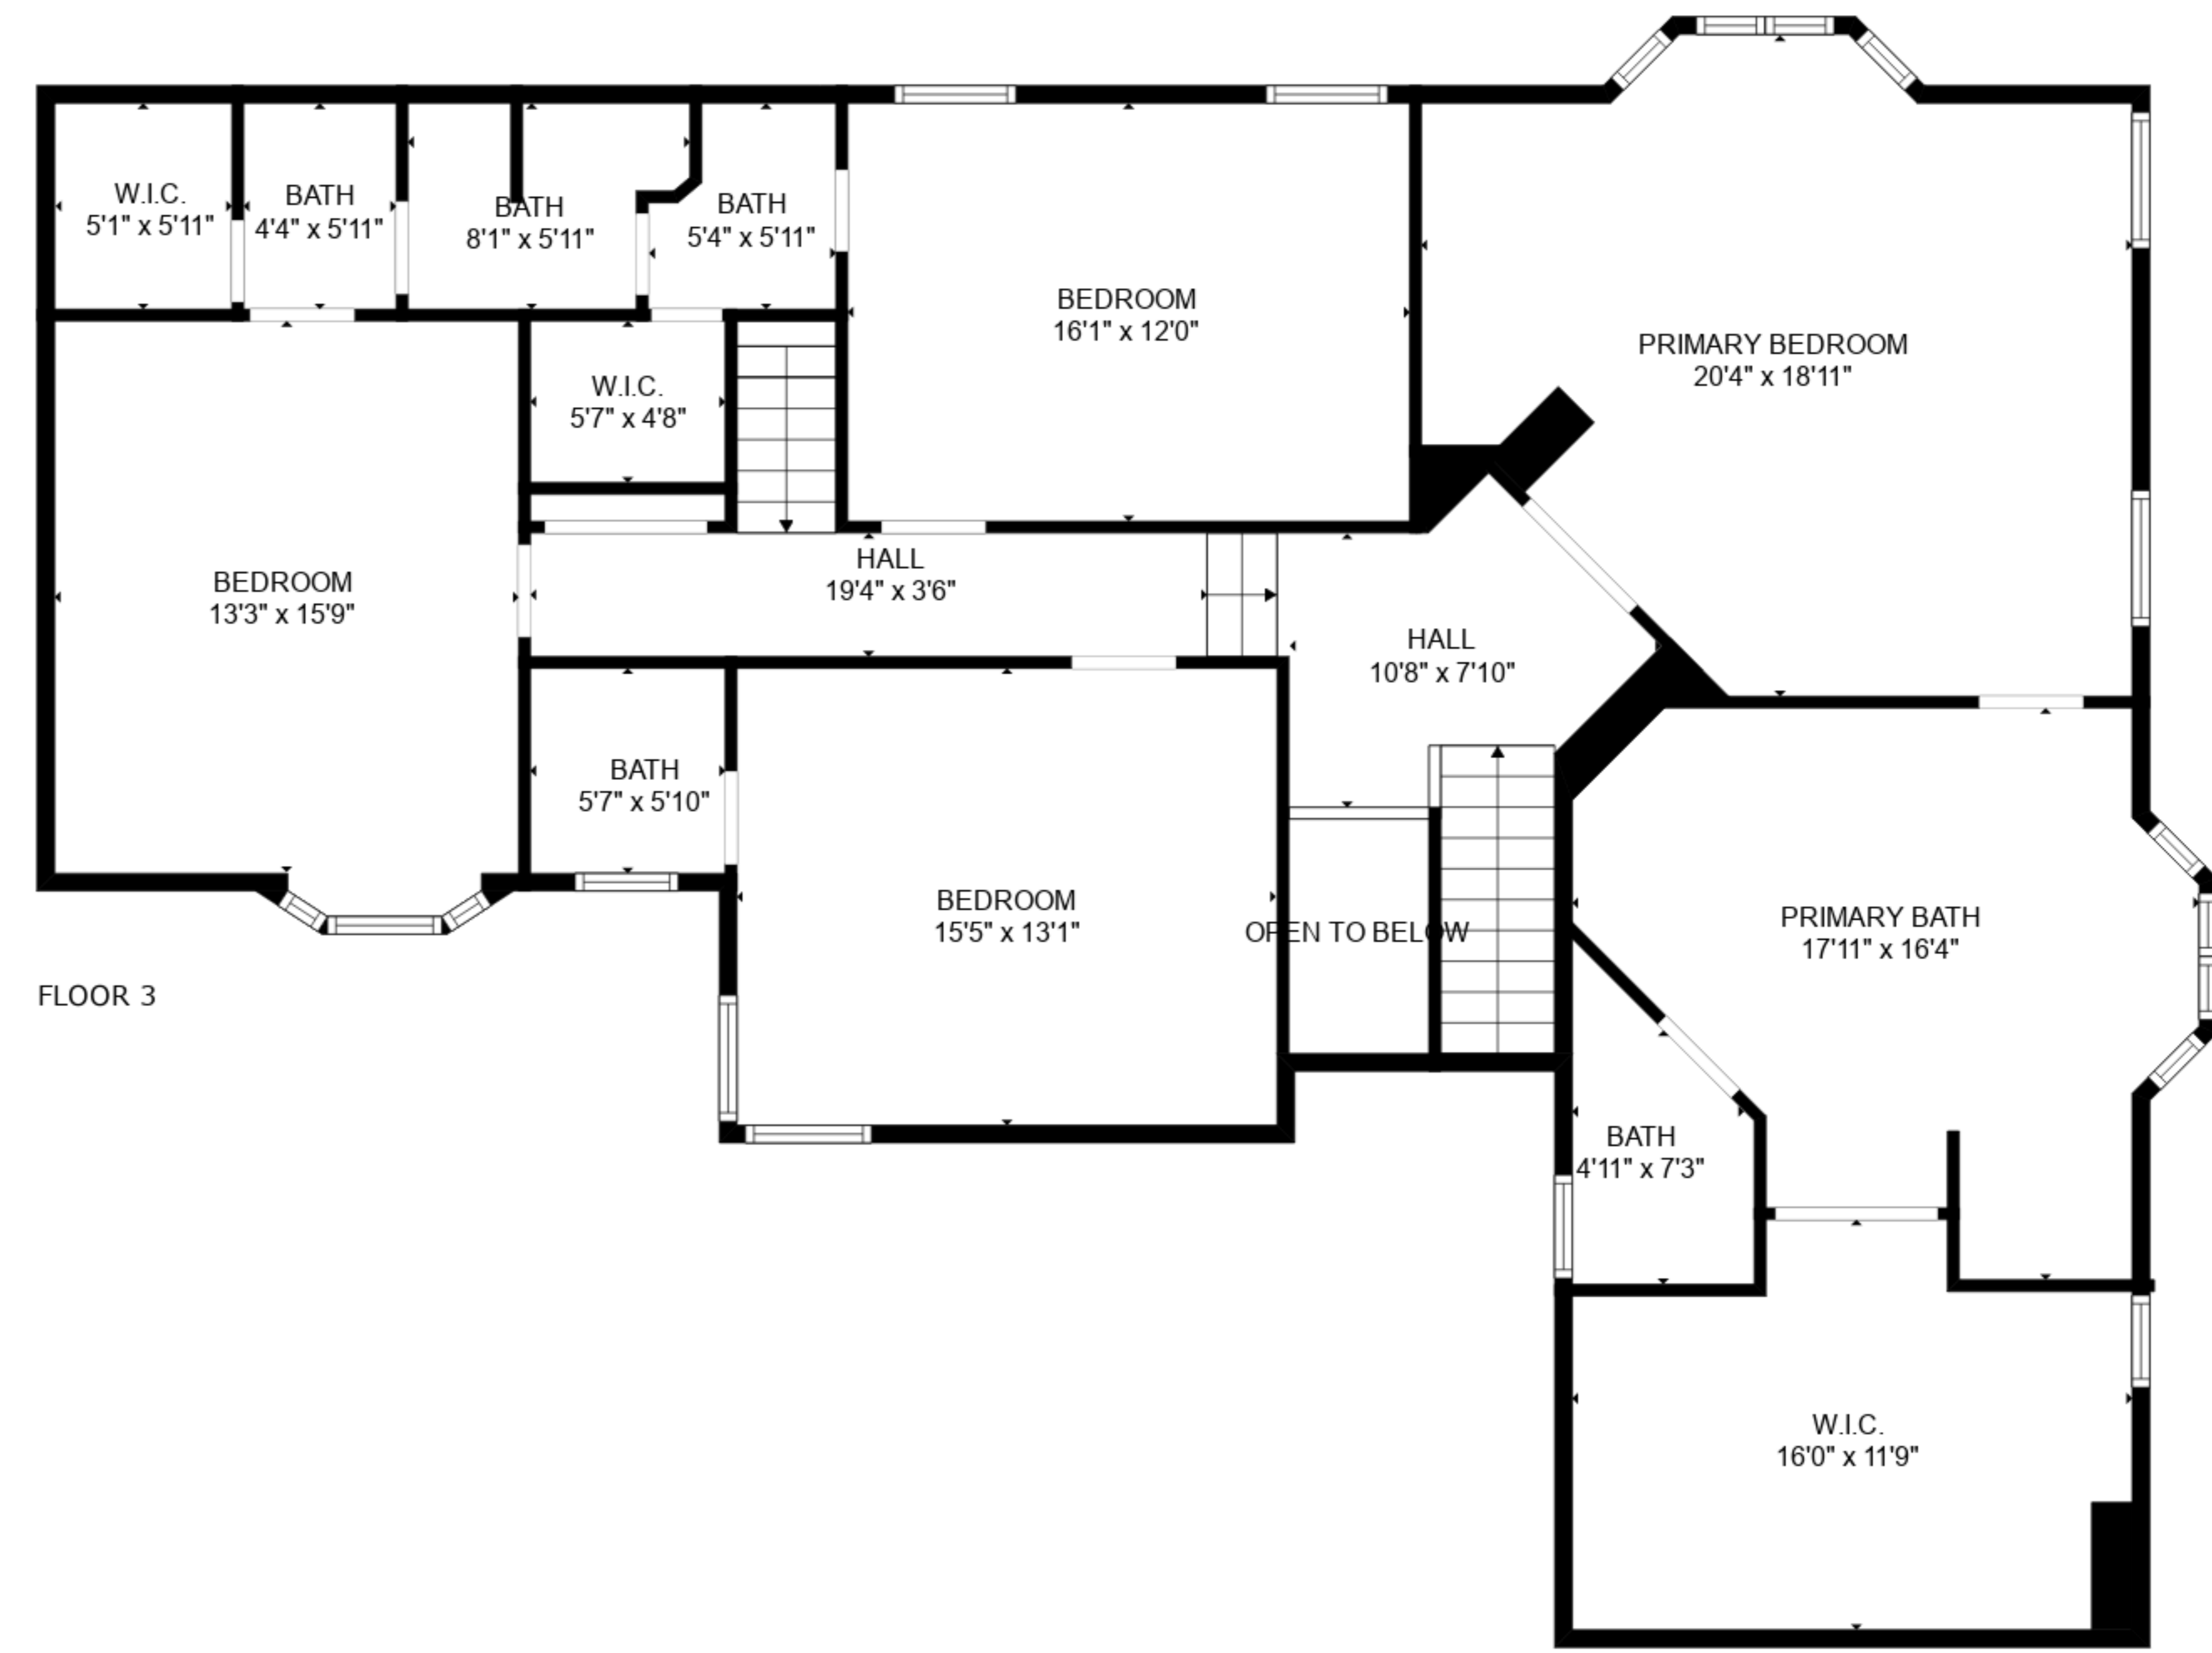 W.I.C.
5'1" x 5'11"
BATH
4'4" x 5'11"
BATH
8'1" x 5'11"
BATH
5'4" x 5'11"
BEDROOM
16'1" x 12'0"
PRIMARY BEDROOM
20'4" x 18'11"
W.I.C.
5'7" x 4'8"
BEDROOM
13'3" x 15'9"
HALL
19'4" x 3'6"
HALL
10'8" x 7'10"
BATH
5'7" x 5'10"
BEDROOM
15'5" x 13'1"
OPEN TO BELOW
PRIMARY BATH
17'11" x 16'4"
FLOOR 3
BATH
4'11" x 7'3"
W.I.C.
16'0" x 11'9"